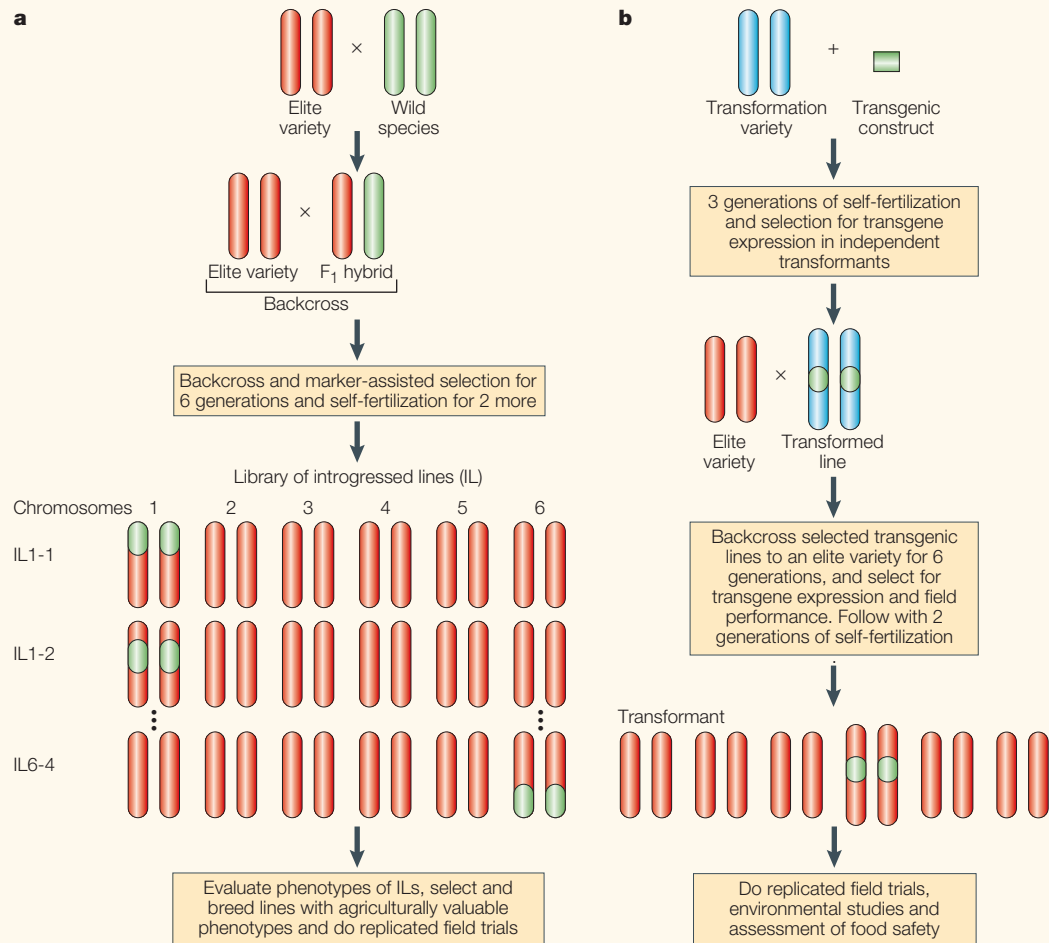 a
×
Elite
variety
Wild
species
×
Elite variety
F1 hybrid
Backcross
Backcross and marker-assisted selection for
6 generations and self-fertilization for 2 more
Library of introgressed lines (IL)
Chromosomes 1 2 3 4 5 6
IL1-1
IL1-2
IL6-4
Evaluate phenotypes of ILs, select and
breed lines with agriculturally valuable
phenotypes and do replicated field trials
b
+
Transformation
variety
Transgenic
construct
3 generations of self-fertilization
and selection for transgene
expression in independent
transformants
×
Elite
variety
Transformed
line
Backcross selected transgenic
lines to an elite variety for 6
generations, and select for
transgene expression and field
performance. Follow with 2
generations of self-fertilization
Transformant
Do replicated field trials,
environmental studies and
assessment of food safety